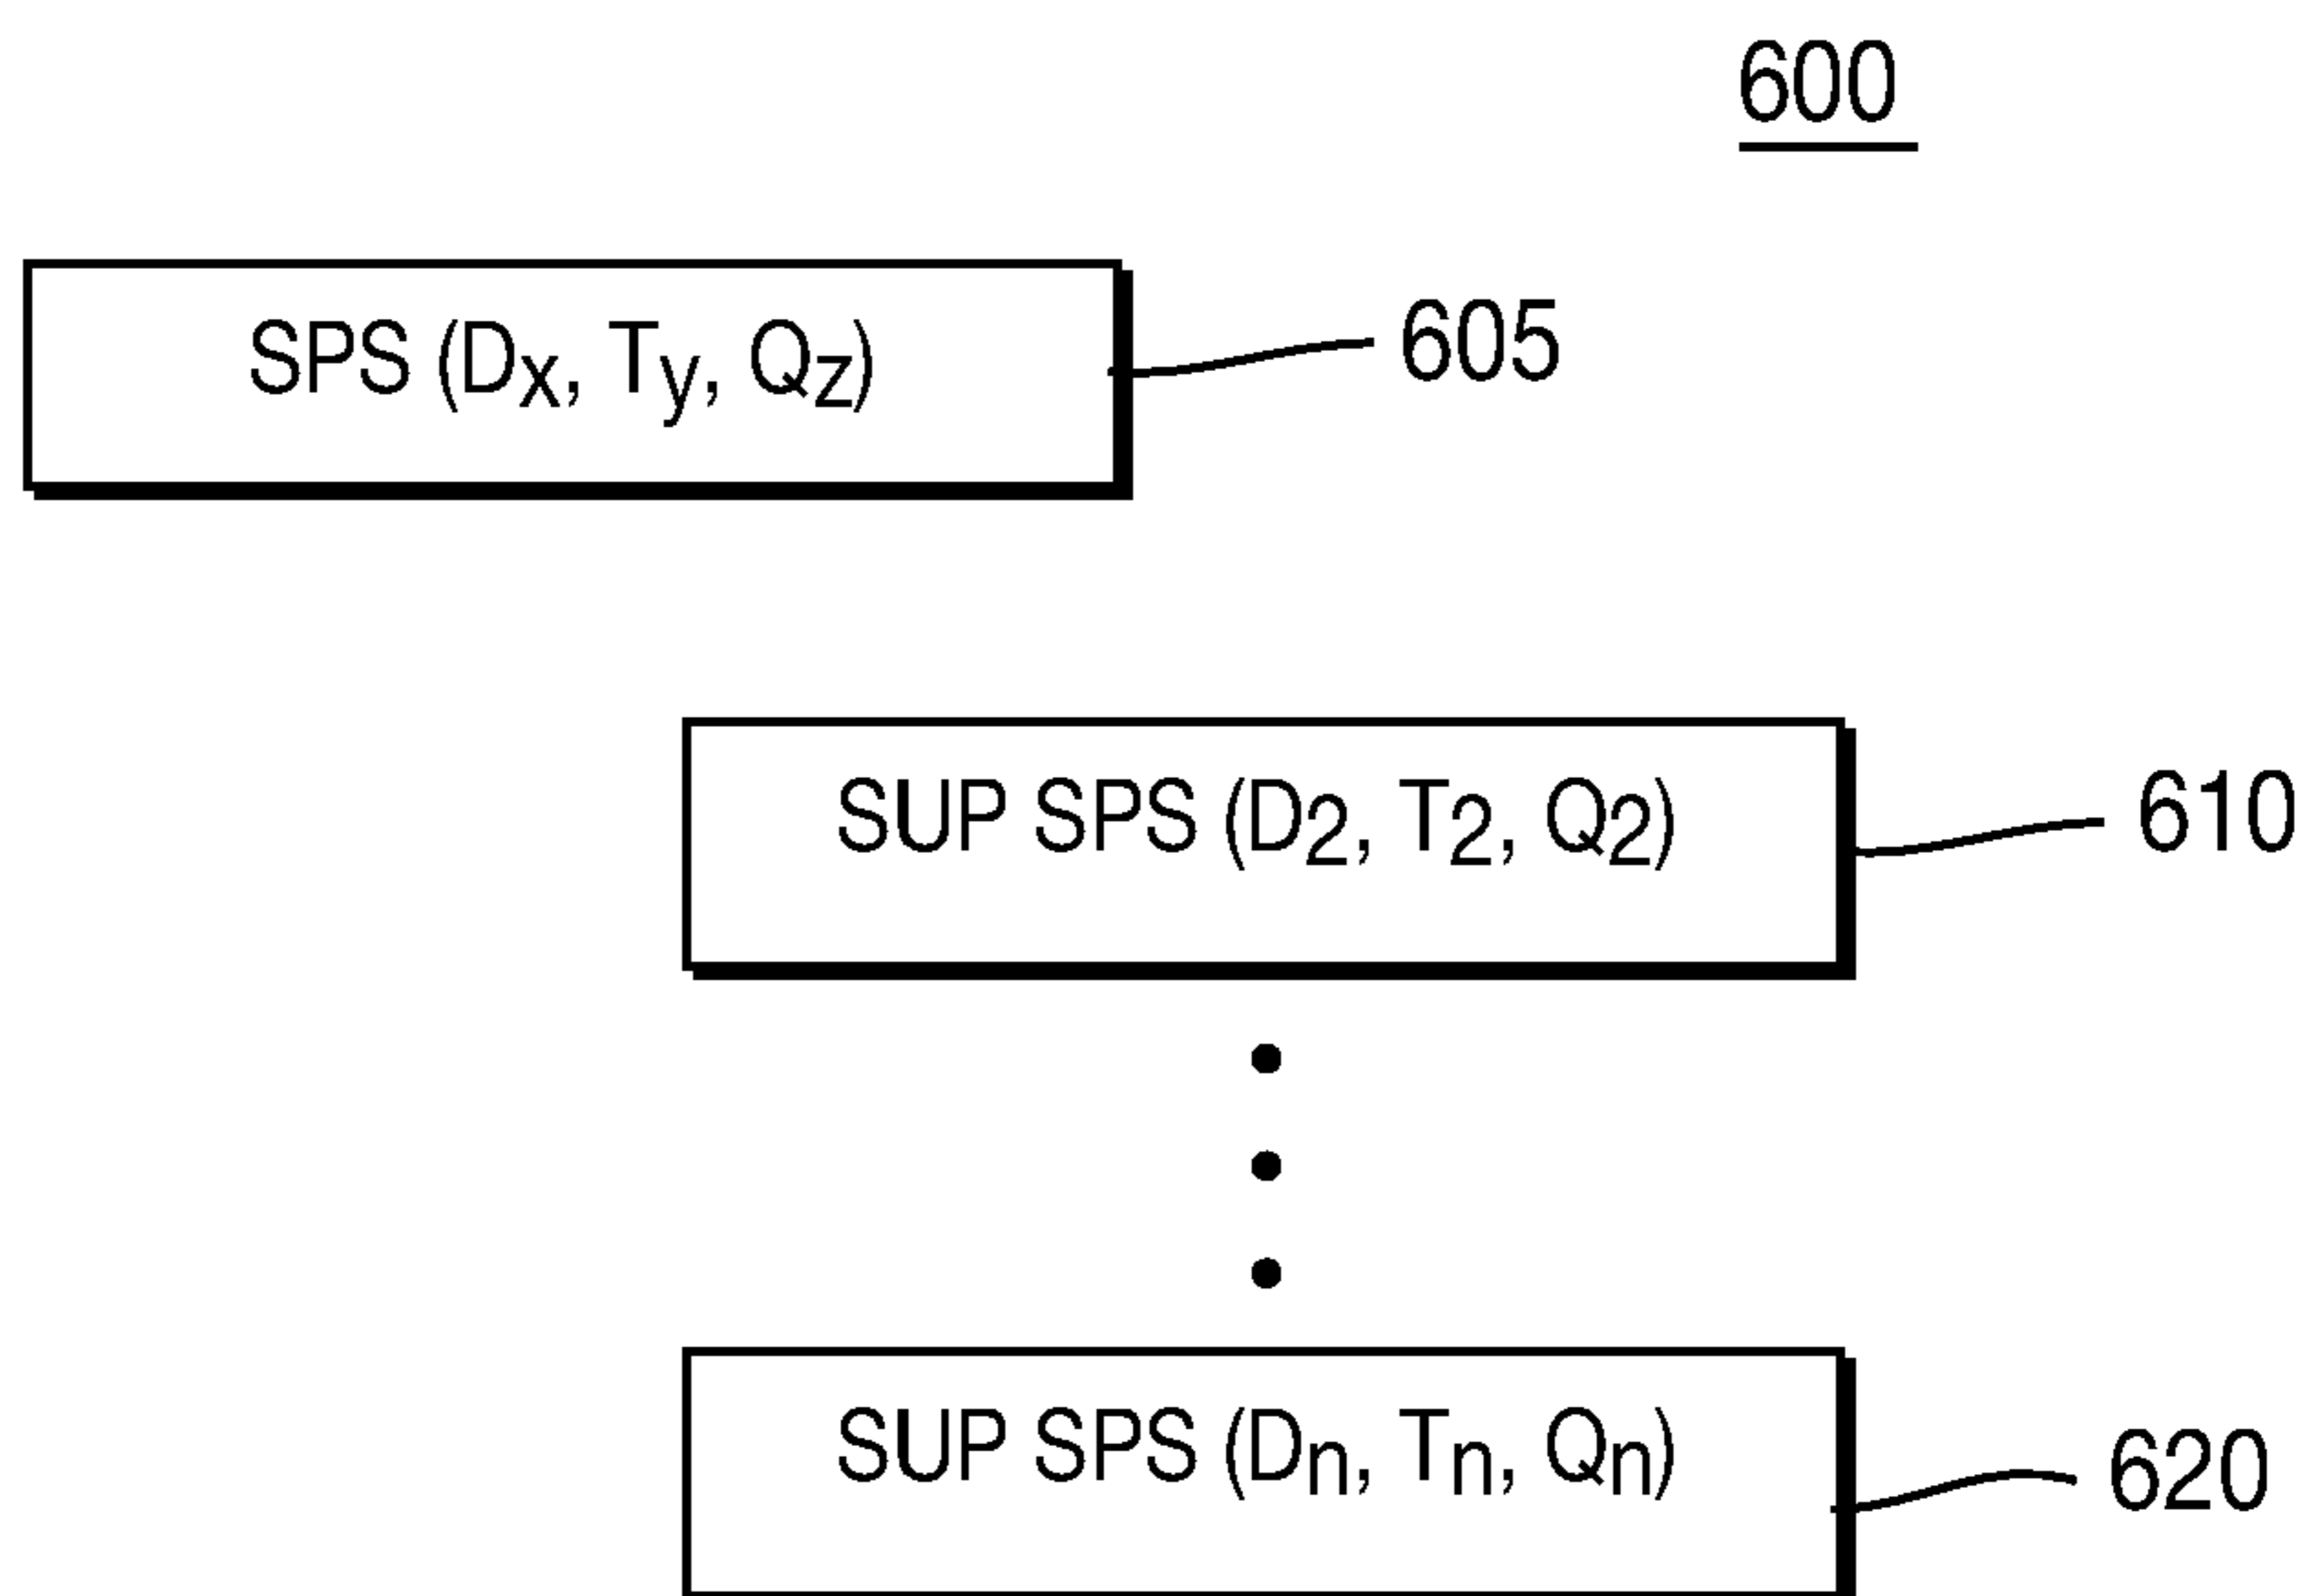 600
SPS (Dx, Ty, Qz)
605
SUP SPS (D2, T2, Q2)
610
SUP SPS (Dn, Tn, Qn)
620